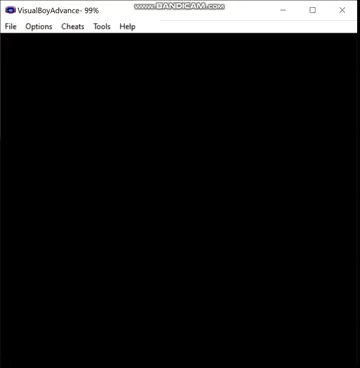 VisualBoyAdvance- 99%
www.BANDICAM.com
File Options Cheats Tools Help